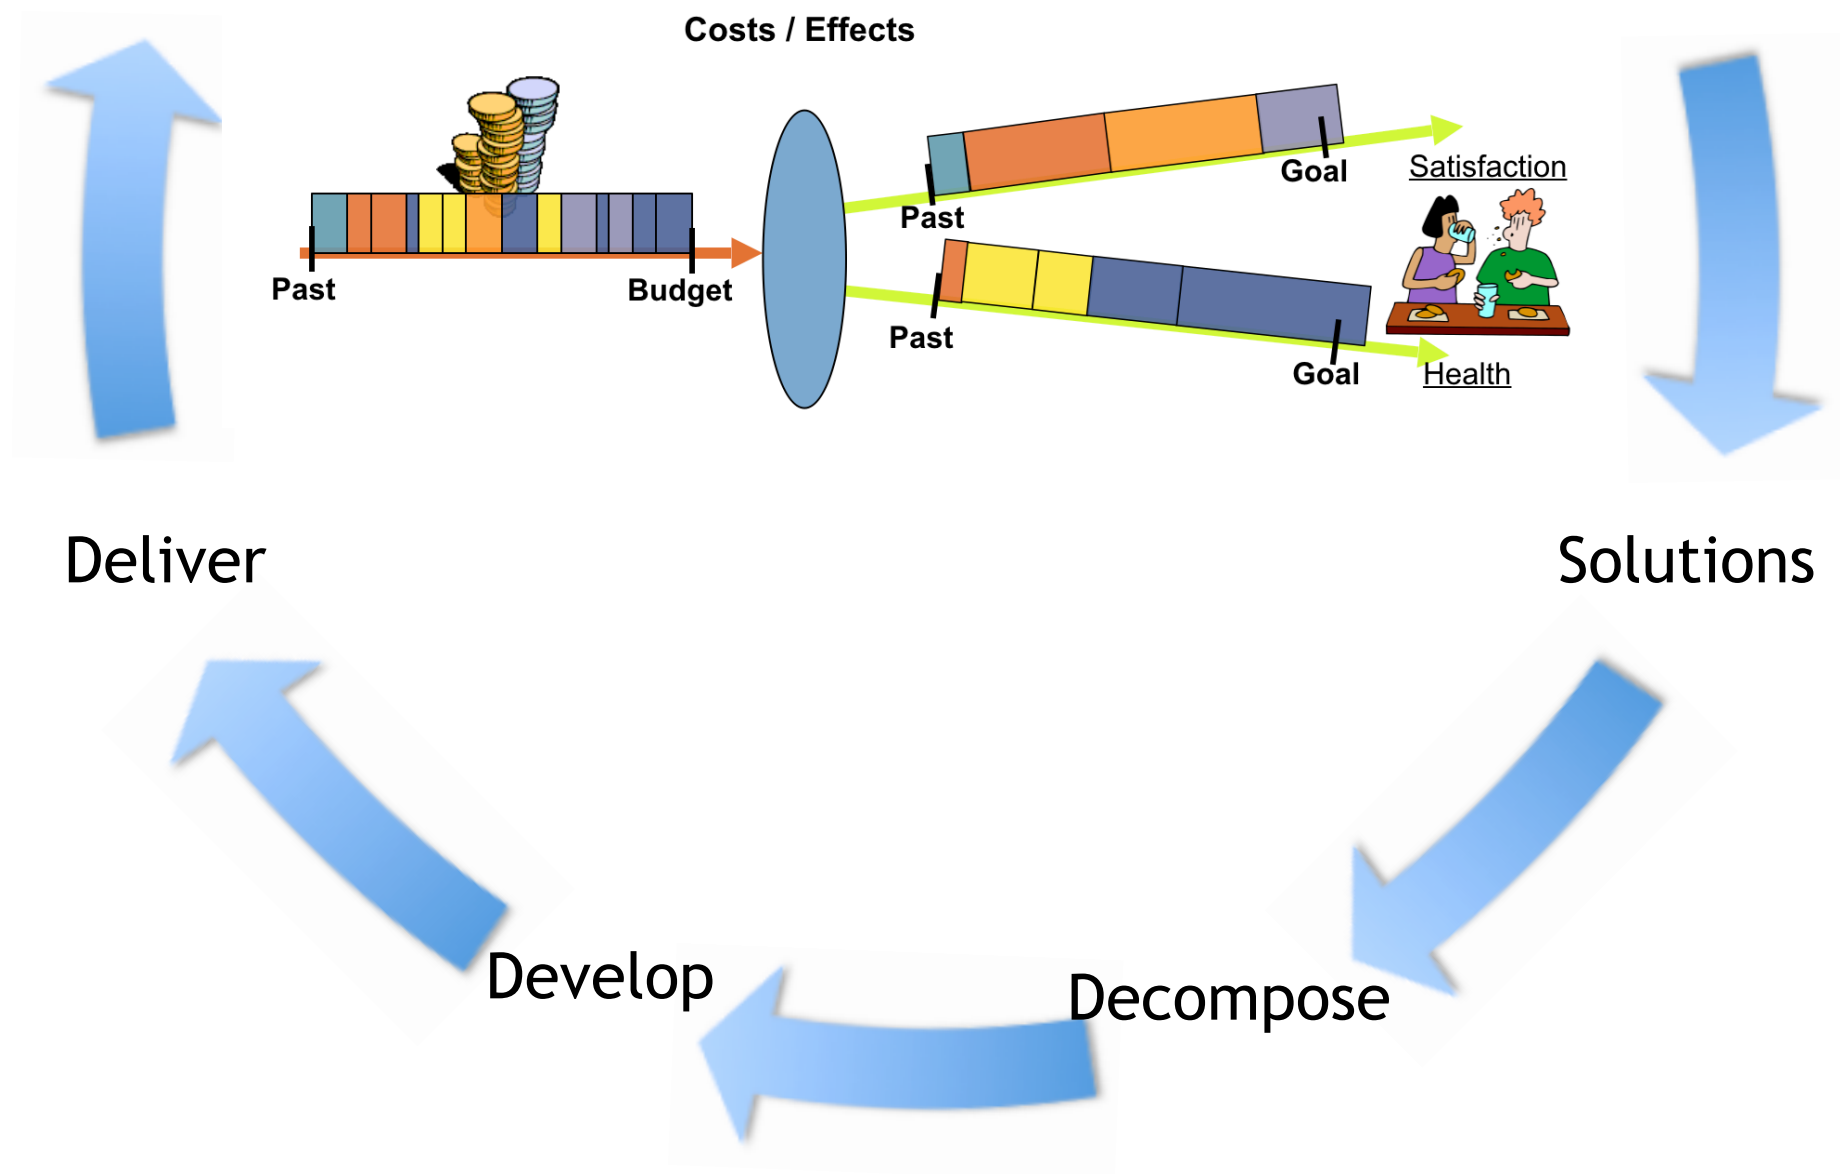 Costs / Effects
Past
Budget
Past
Goal
Satisfaction
Past
Goal
Health
Deliver
Solutions
Develop
Decompose